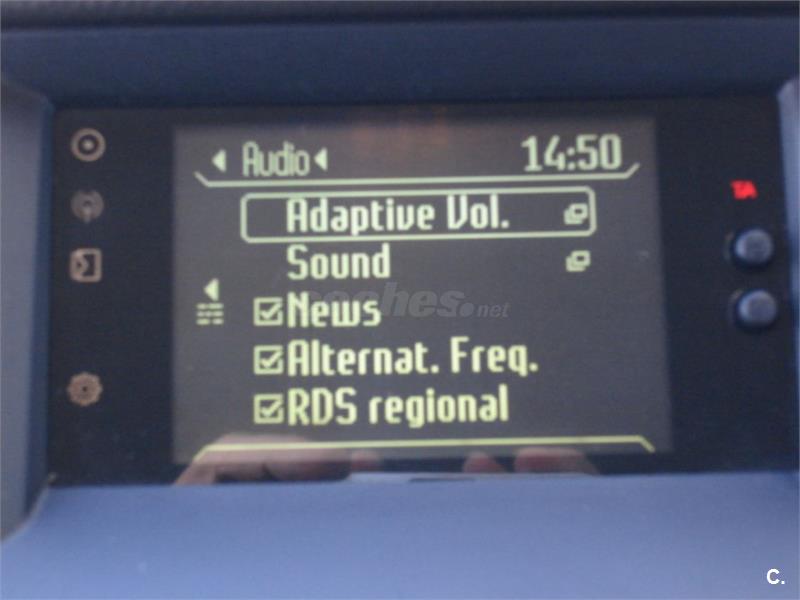 Audio 14:50
Adaptive Vol.
TA
Sound
News
coches.net
Alternat. Freq.
RDS regional
C.